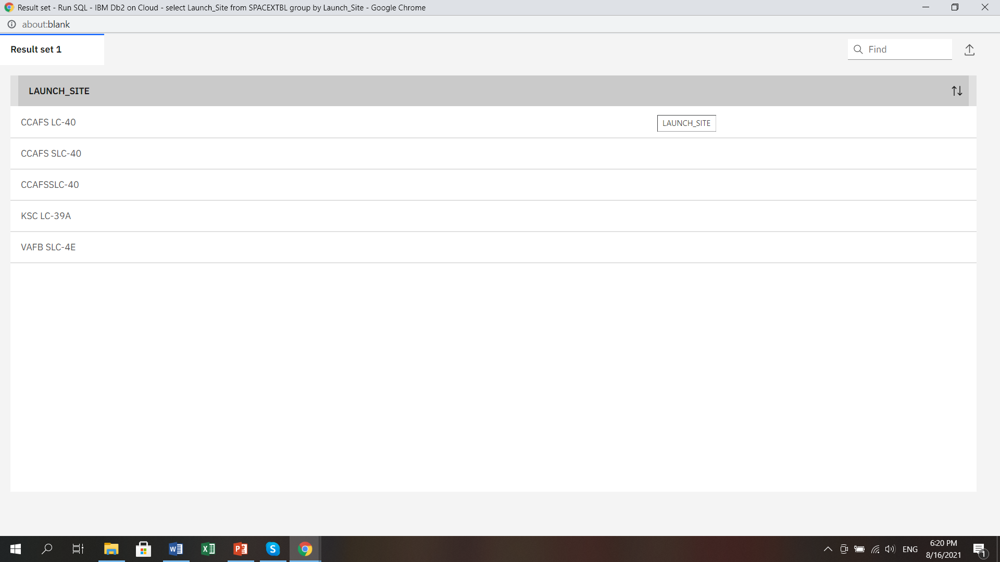 Result set - Run SQL - IBM Db2 on Cloud - select Launch_Site from SPACEXTBL group by Launch_Site - Google Chrome
about:blank
Result set 1
Find
LAUNCH_SITE
CCAFS LC-40
LAUNCH_SITE
CCAFS SLC-40
CCAFSSLC-40
KSC LC-39A
VAFB SLC-4E
ENG
6:20 PM
8/16/2021
1